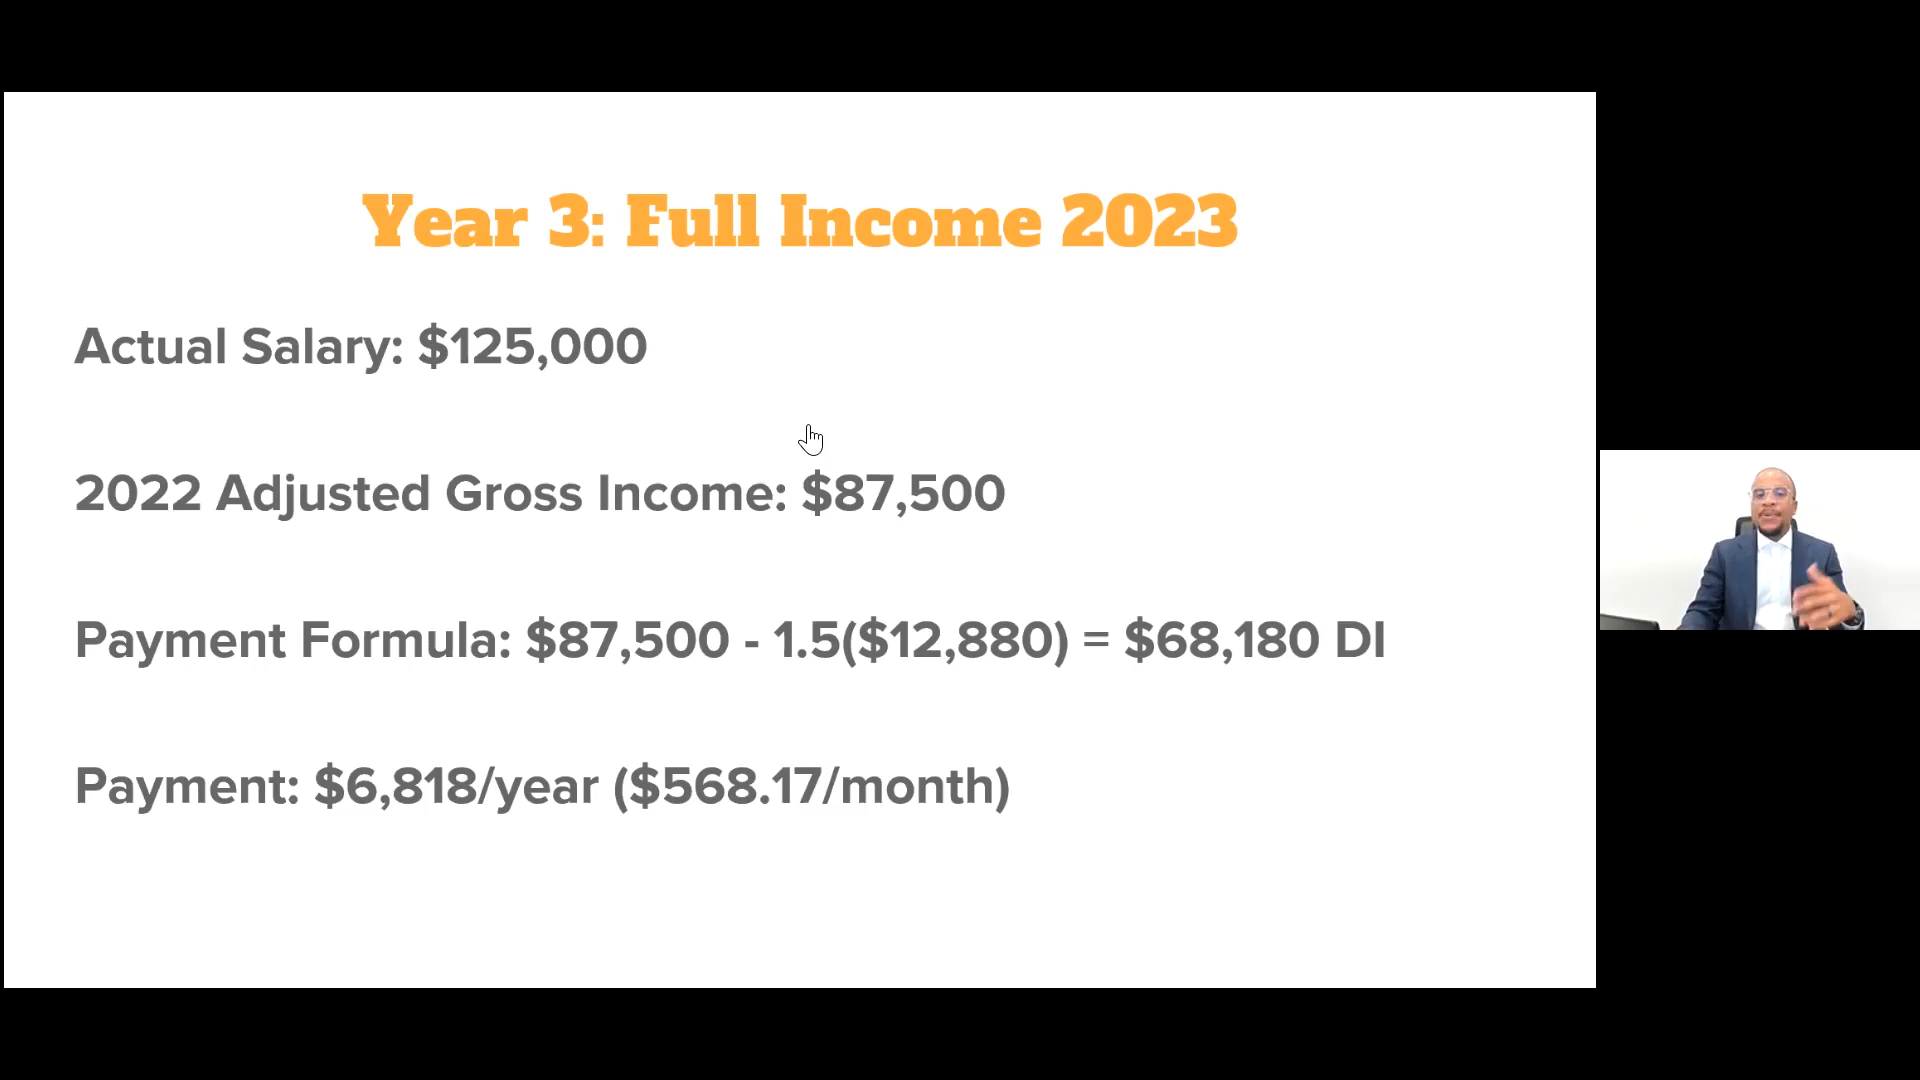 Year 3: Full Income 2023
Actual Salary: $125,000
2022 Adjusted Gross Income: $87,500
Payment Formula: $87,500 - 1.5($12,880) = $68,180 DI
Payment: $6,818/year ($568.17/month)